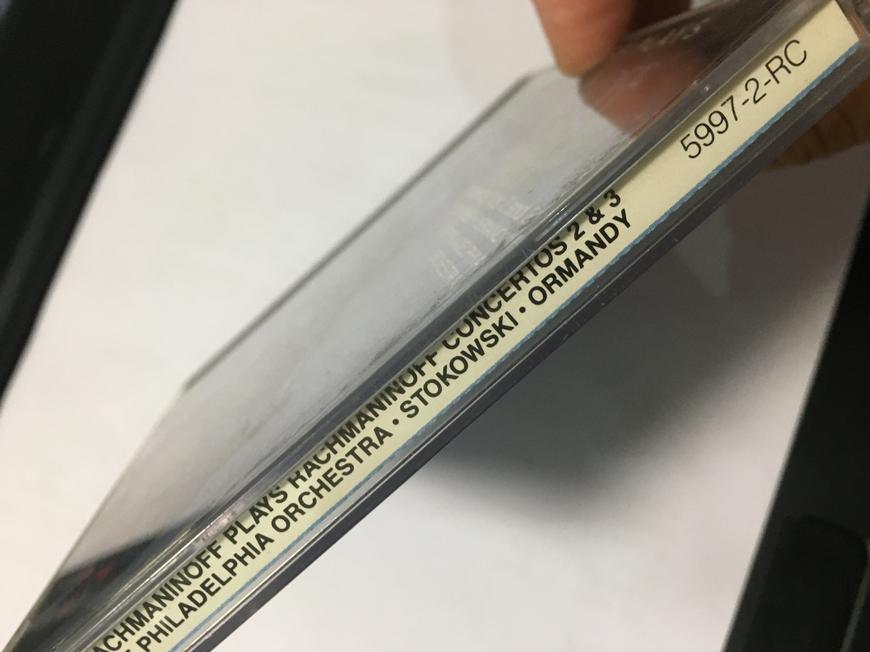 ACHMANINOFF PLAYS RACHMANINOFF CONCERTOS 2 & 3
PHILADELPHIA ORCHESTRA • STOKOWSKI • ORMANDY
5997-2-RC